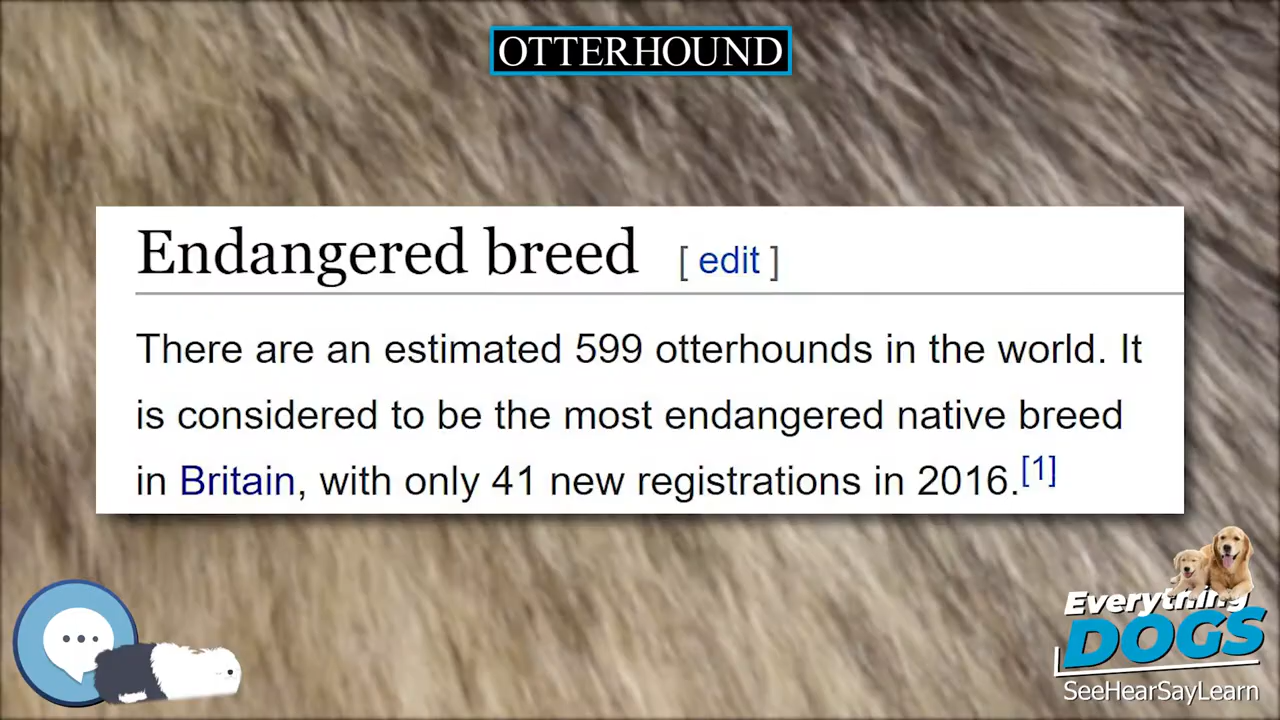 OTTERHOUND
Endangered breed [ edit ]
There are an estimated 599 otterhounds in the world. It
is considered to be the most endangered native breed
in Britain, with only 41 new registrations in 2016.[1]
Everything
DOGS
SeeHearSayLearn